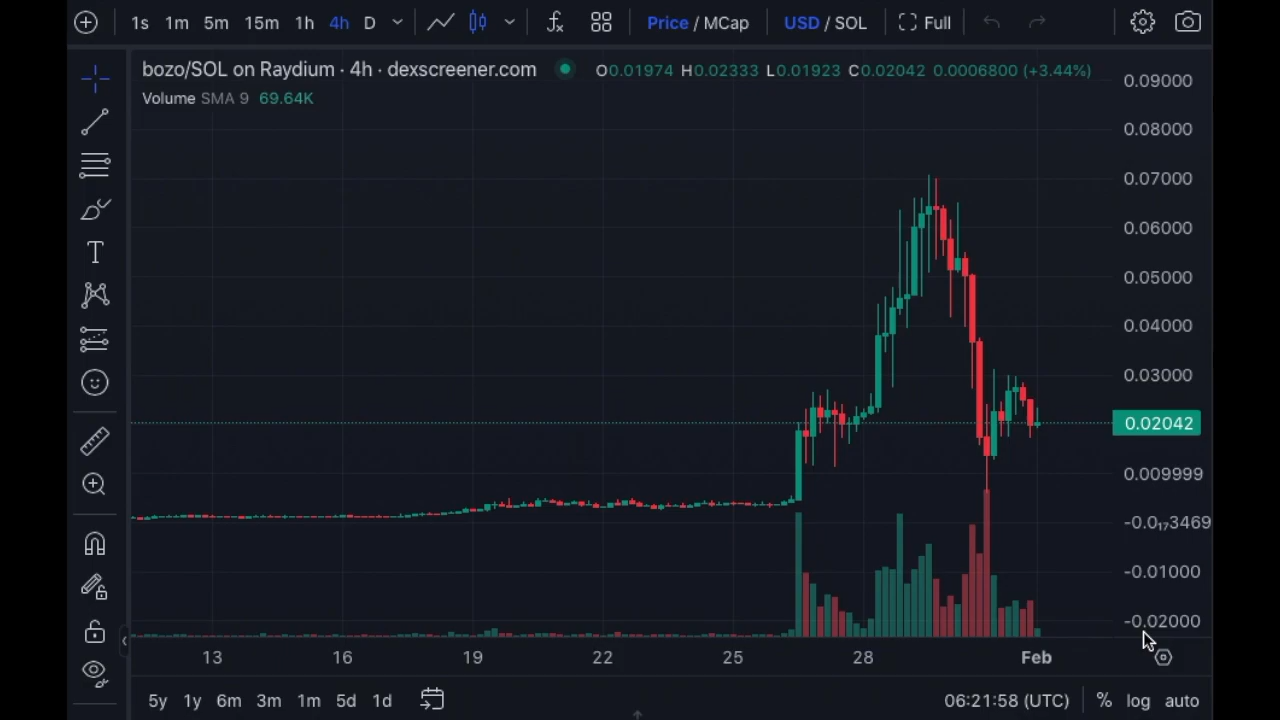 1s 1m 5m 15m 1h 4h D Price / MCap USD / SOL Full
bozo/SOL on Raydium · 4h · dexscreener.com O0.01974 H0.02333 L0.01923 C0.02042 0.0006800 (+3.44%)
Volume SMA 9 69.64K
0.09000
0.08000
0.07000
0.06000
0.05000
0.04000
0.03000
0.02042
0.009999
-0.0₁₇3469
-0.01000
-0.02000
13 16 19 22 25 28 Feb
5y 1y 6m 3m 1m 5d 1d 06:21:58 (UTC) % log auto